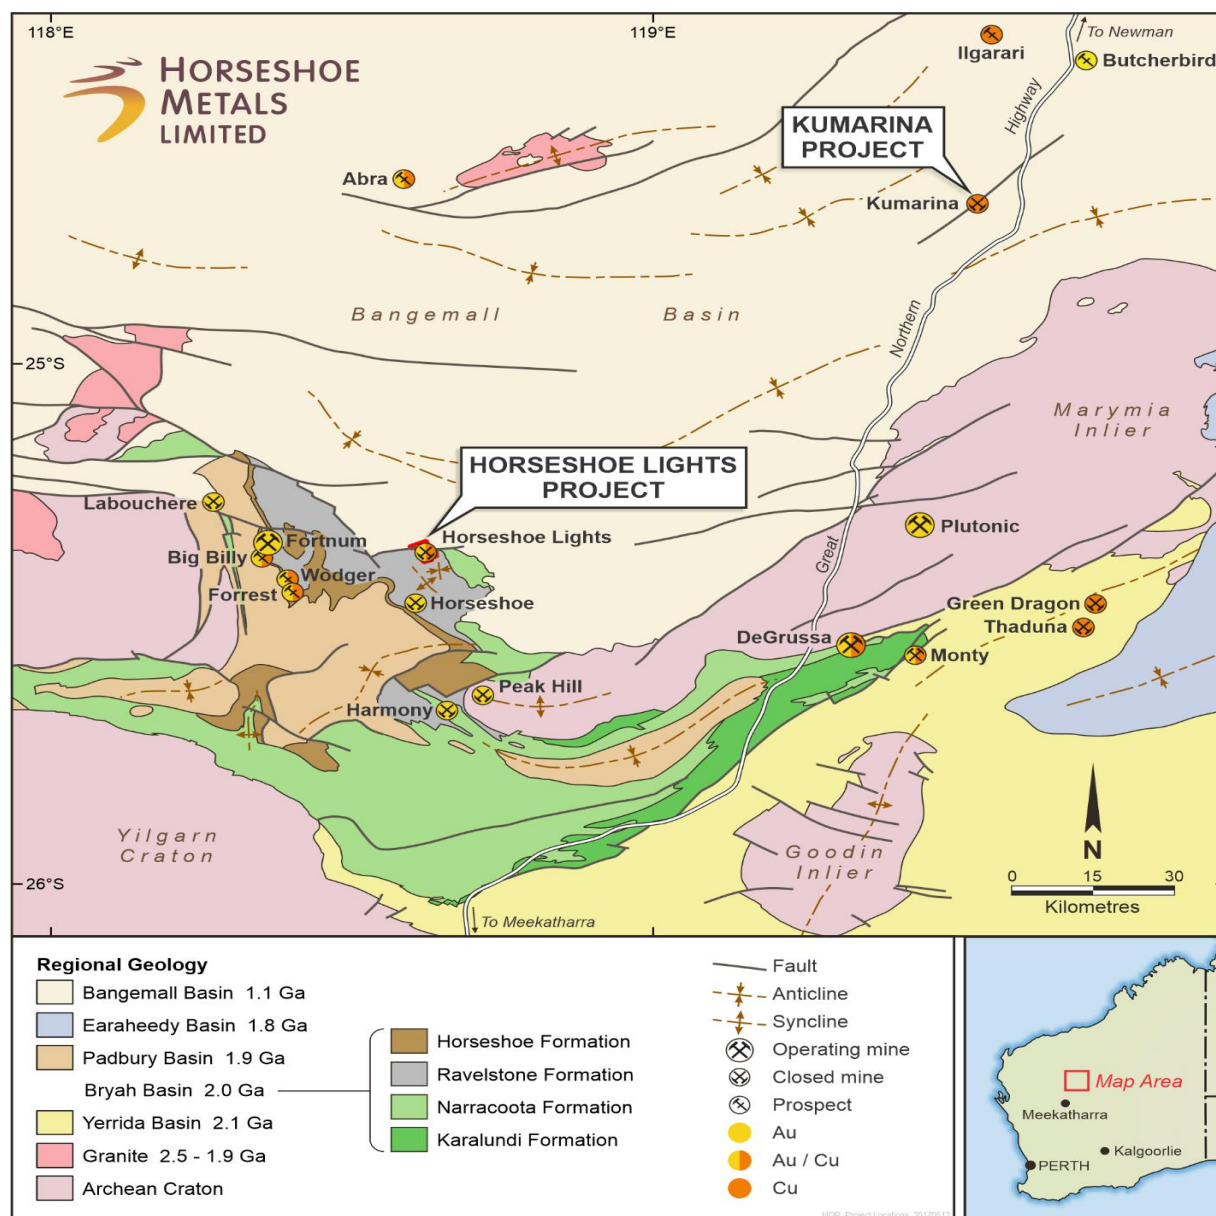 118°E
119°E
To Newman
HORSESHOE
METALS
LIMITED
Ilgarari
Butcherbird
Highway
KUMARINA
PROJECT
Abra
Kumarina
Bangemall Basin
Northern
25°S
Marymia
Inlier
HORSESHOE LIGHTS
PROJECT
Labouchere
Horseshoe Lights
Plutonic
Fortnum
Big Billy
Great
Wodger
Forrest
Horseshoe
Green Dragon
Thaduna
DeGrussa
Monty
Peak Hill
Harmony
Yilgarn
Craton
Goodin
Inlier
N
26°S
0 15 30
Kilometres
To Meekatharra
Regional Geology
Bangemall Basin 1.1 Ga
Earaheedy Basin 1.8 Ga
Padbury Basin 1.9 Ga
Bryah Basin 2.0 Ga
Yerrida Basin 2.1 Ga
Granite 2.5 - 1.9 Ga
Archean Craton
Horseshoe Formation
Ravelstone Formation
Narracoota Formation
Karalundi Formation
Fault
Anticline
Syncline
Operating mine
Closed mine
Prospect
Au
Au / Cu
Cu
Map Area
Meekatharra
Kalgoorlie
PERTH